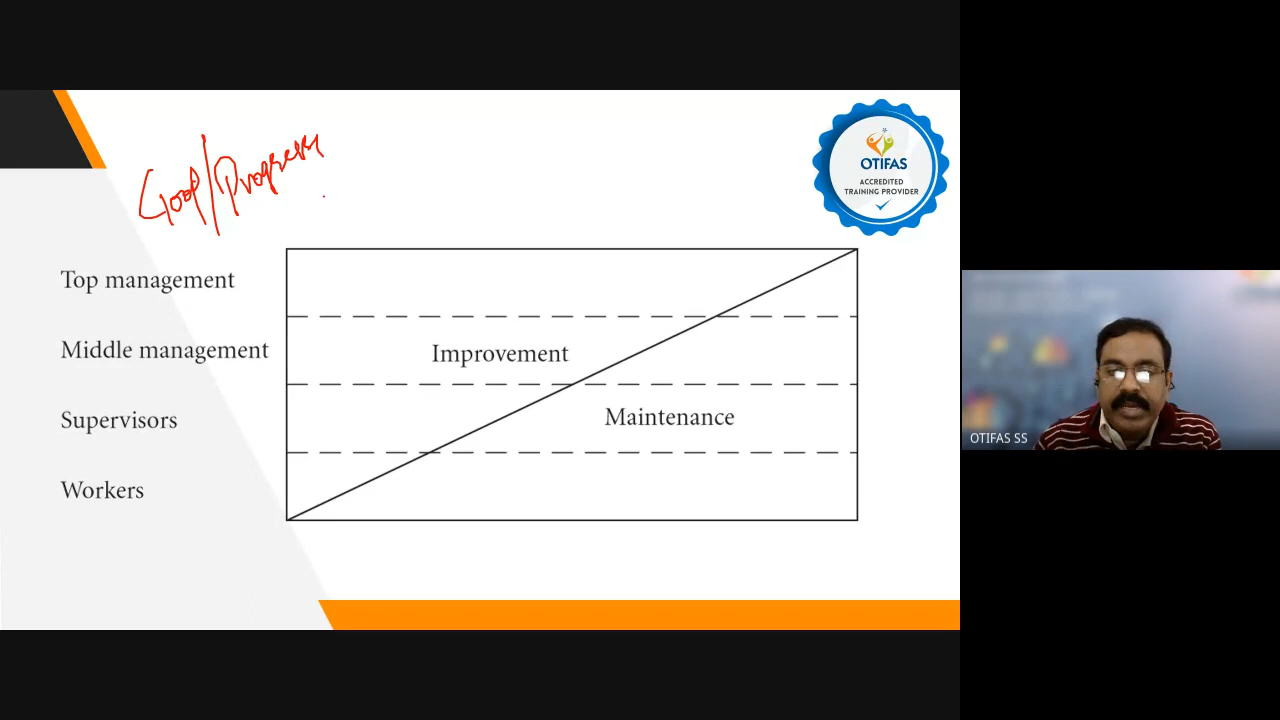 Goal/Progress
OTIFAS
ACCREDITED
TRAINING PROVIDER
Top management
Middle management
Improvement
Supervisors
Maintenance
Workers
OTIFAS SS